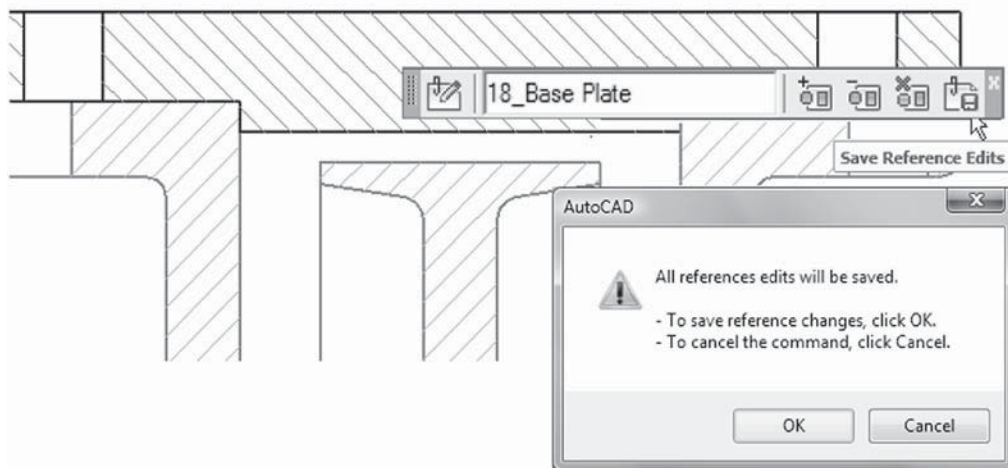 18_Base Plate
Save Reference Edits
AutoCAD
All references edits will be saved.
- To save reference changes, click OK.
- To cancel the command, click Cancel.
OK
Cancel